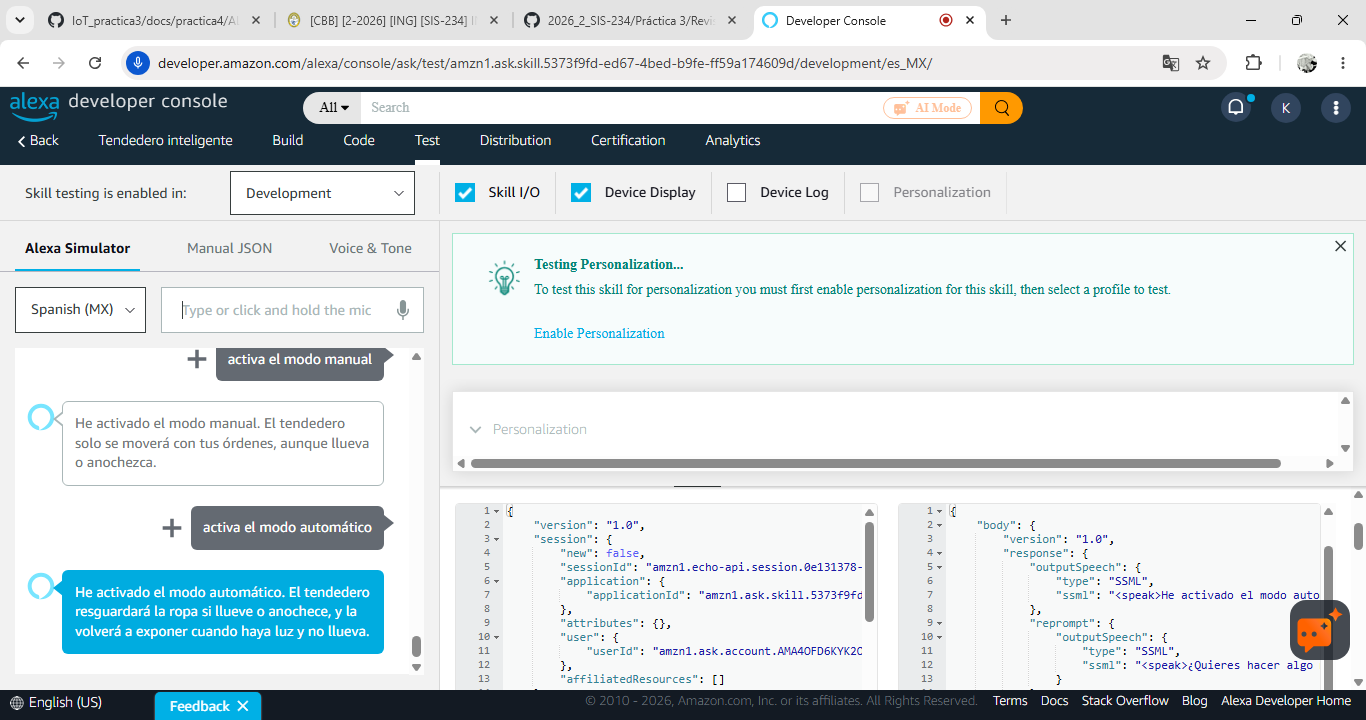 IoT_practica3/docs/practica4/Al
[CBB] [2-2026] [ING] [SIS-234] I
2026_2_SIS-234/Práctica 3/Revis
Developer Console
developer.amazon.com/alexa/console/ask/test/amzn1.ask.skill.5373f9fd-ed67-4bed-b9fe-ff59a174609d/development/es_MX/
alexa developer console
All
Search
AI Mode
K
Back
Tendedero inteligente
Build
Code
Test
Distribution
Certification
Analytics
Skill testing is enabled in:
Development
Skill I/O
Device Display
Device Log
Personalization
Alexa Simulator
Manual JSON
Voice & Tone
Spanish (MX)
Type or click and hold the mic
activa el modo manual
He activado el modo manual. El tendedero
solo se moverá con tus órdenes, aunque llueva
o anochezca.
activa el modo automático
He activado el modo automático. El tendedero
resguardará la ropa si llueve o anochece, y la
volverá a exponer cuando haya luz y no llueva.
Testing Personalization...
To test this skill for personalization you must first enable personalization for this skill, then select a profile to test.
Enable Personalization
Personalization
1 {
2 "version": "1.0",
3 "session": {
4 "new": false,
5 "sessionId": "amzn1.echo-api.session.0e131378-
6 "application": {
7 "applicationId": "amzn1.ask.skill.5373f9fd
8 },
9 "attributes": {},
10 "user": {
11 "userId": "amzn1.ask.account.AMA4OFD6KYK2O
12 },
13 "affiliatedResources": []
1 {
2 "body": {
3 "version": "1.0",
4 "response": {
5 "outputSpeech": {
6 "type": "SSML",
7 "ssml": "<speak>He activado el modo auto
8 },
9 "reprompt": {
10 "outputSpeech": {
11 "type": "SSML",
12 "ssml": "<speak>¿Quieres hacer algo
13 }
English (US)
Feedback
© 2010 - 2026, Amazon.com, Inc. or its affiliates. All Rights Reserved.
Terms
Docs
Stack Overflow
Blog
Alexa Developer Home